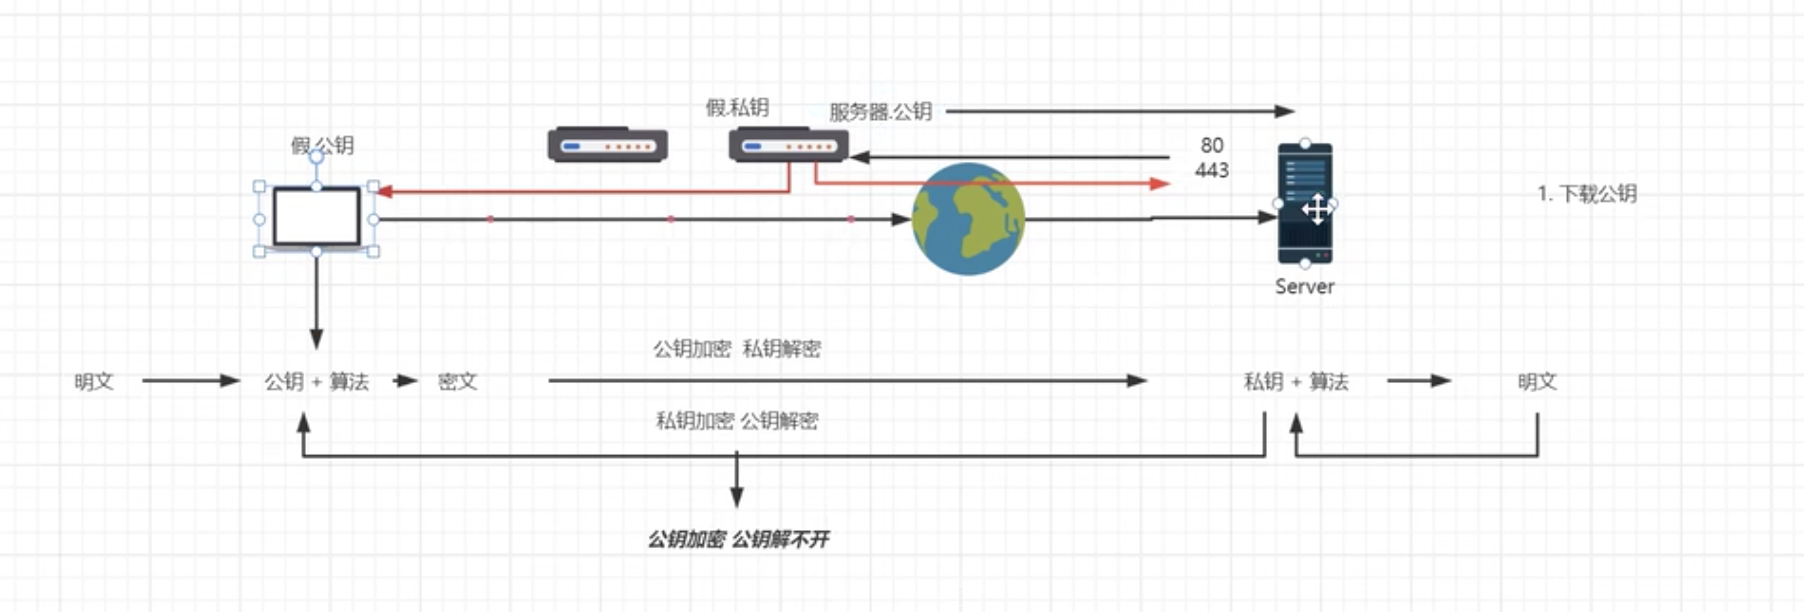 假.私钥
服务器.公钥
假.公钥
80
443
1. 下载公钥
Server
公钥加密 私钥解密
明文
公钥 + 算法
密文
私钥 + 算法
明文
私钥加密 公钥解密
公钥加密 公钥解不开